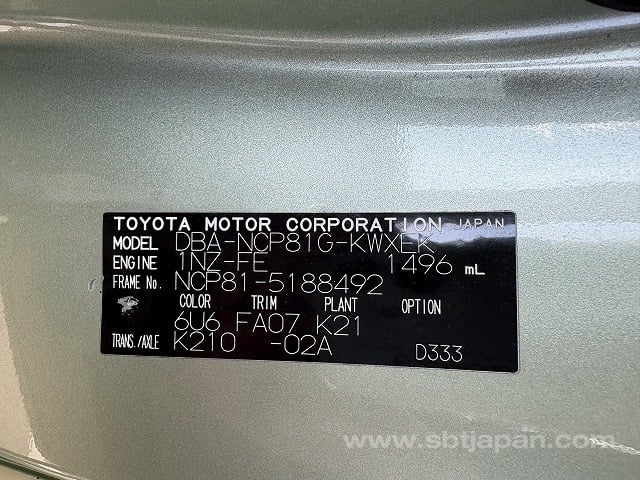 TOYOTA MOTOR CORPORATION JAPAN
MODEL DBA-NCP81G-KWXEK
ENGINE 1NZ-FE 1496 mL
FRAME No. NCP81-5188492
COLOR TRIM PLANT OPTION
6U6 FA07 K21
TRANS./AXLE K210 -02A D333
www.sbtjapan.com